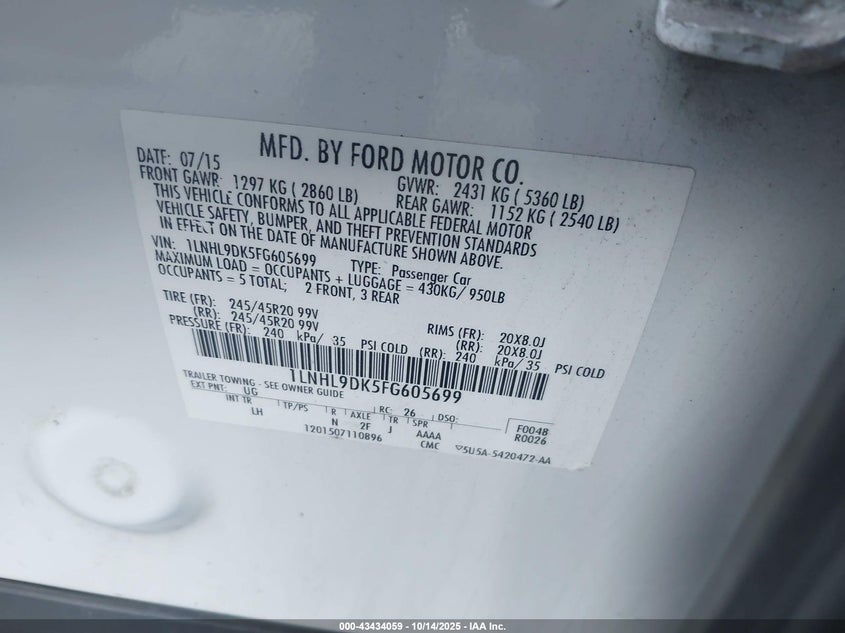 MFD. BY FORD MOTOR CO.
DATE: 07/15
GVWR: 2431 KG ( 5360 LB)
FRONT GAWR: 1297 KG ( 2860 LB)
REAR GAWR: 1152 KG ( 2540 LB)
THIS VEHICLE CONFORMS TO ALL APPLICABLE FEDERAL MOTOR
VEHICLE SAFETY, BUMPER, AND THEFT PREVENTION STANDARDS
IN EFFECT ON THE DATE OF MANUFACTURE SHOWN ABOVE.
VIN: 1LNHL9DK5FG605699 TYPE: Passenger Car
MAXIMUM LOAD = OCCUPANTS + LUGGAGE = 430KG/ 950LB
OCCUPANTS = 5 TOTAL; 2 FRONT, 3 REAR
TIRE (FR): 245/45R20 99V RIMS (FR): 20X8.0J
(RR): 245/45R20 99V (RR): 20X8.0J
PRESSURE (FR): 240 kPa/ 35 PSI COLD (RR): 240 kPa/35 PSI COLD
1LNHL9DK5FG605699
TRAILER TOWING - SEE OWNER GUIDE
EXT PNT: UG RC: 26 DSO:
INT TR TP/PS R AXLE TR SPR
LH N 2F J AAAA
F0048
R0026
1201507110896 CMC ▽5U5A-5420472-AA
000-43434059 - 10/14/2025 - IAA Inc.